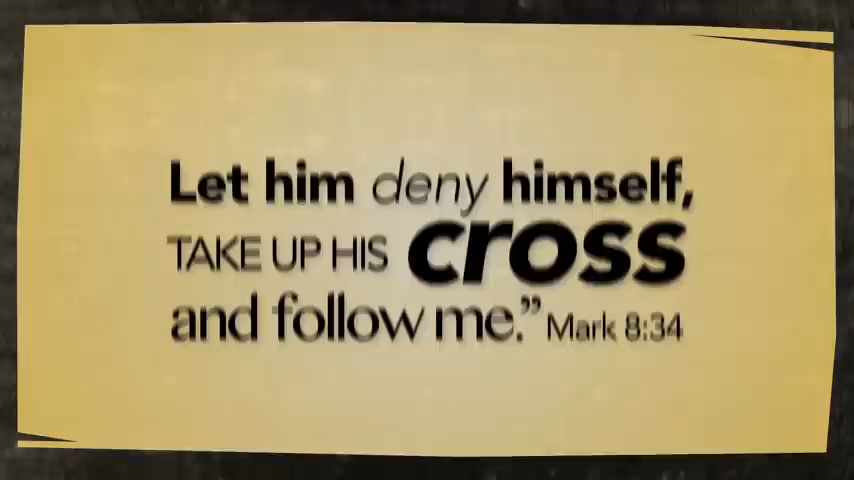 Let him deny himself,
TAKE UP HIS cross
and follow me.” Mark 8:34